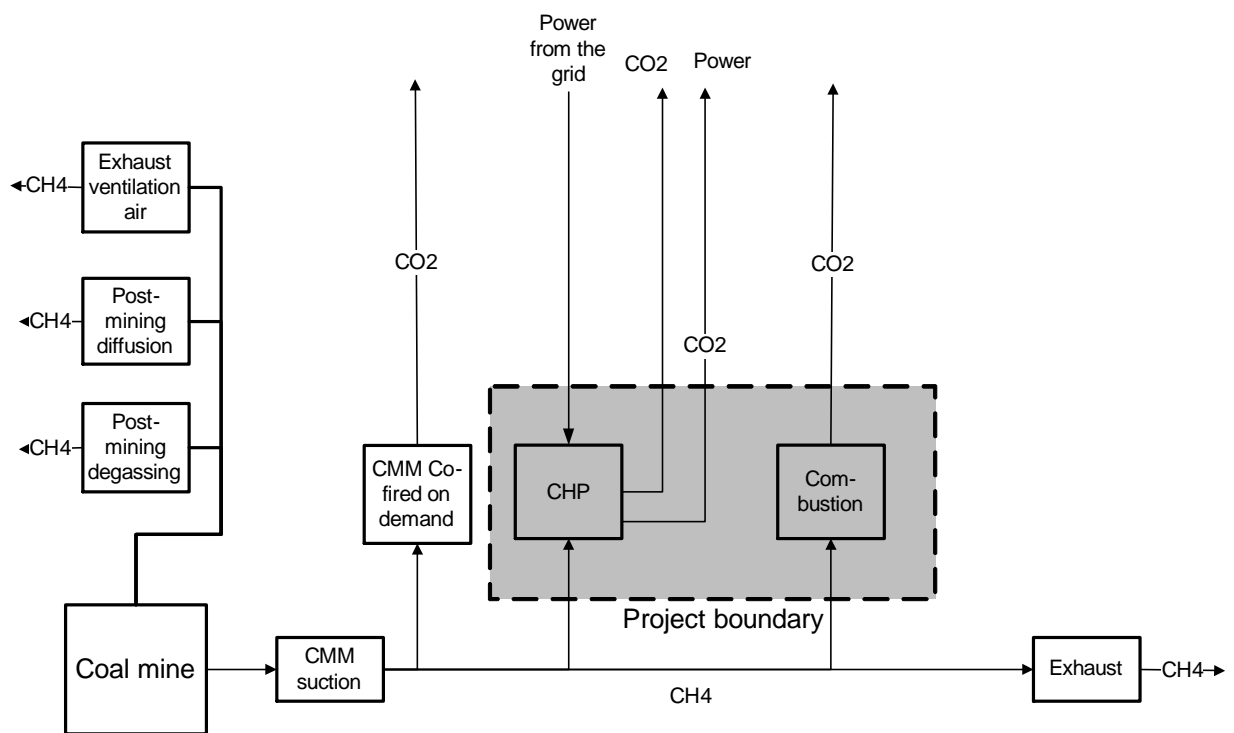 Power
from the
grid
CO2
Power
Exhaust
ventilation
air
CH4
CO2
CO2
Post-
mining
diffusion
CH4
CO2
Post-
mining
degassing
CH4
CMM Co-
fired on
demand
CHP
Com-
bustion
Project boundary
Coal mine
CMM
suction
CH4
Exhaust
CH4